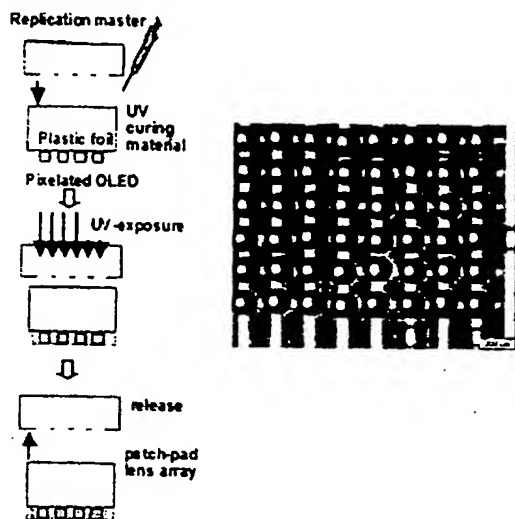 Replication master
UV
curing
material
Plastic foil
Pixelated OLED
UV-exposure
release
patch-pad
lens array